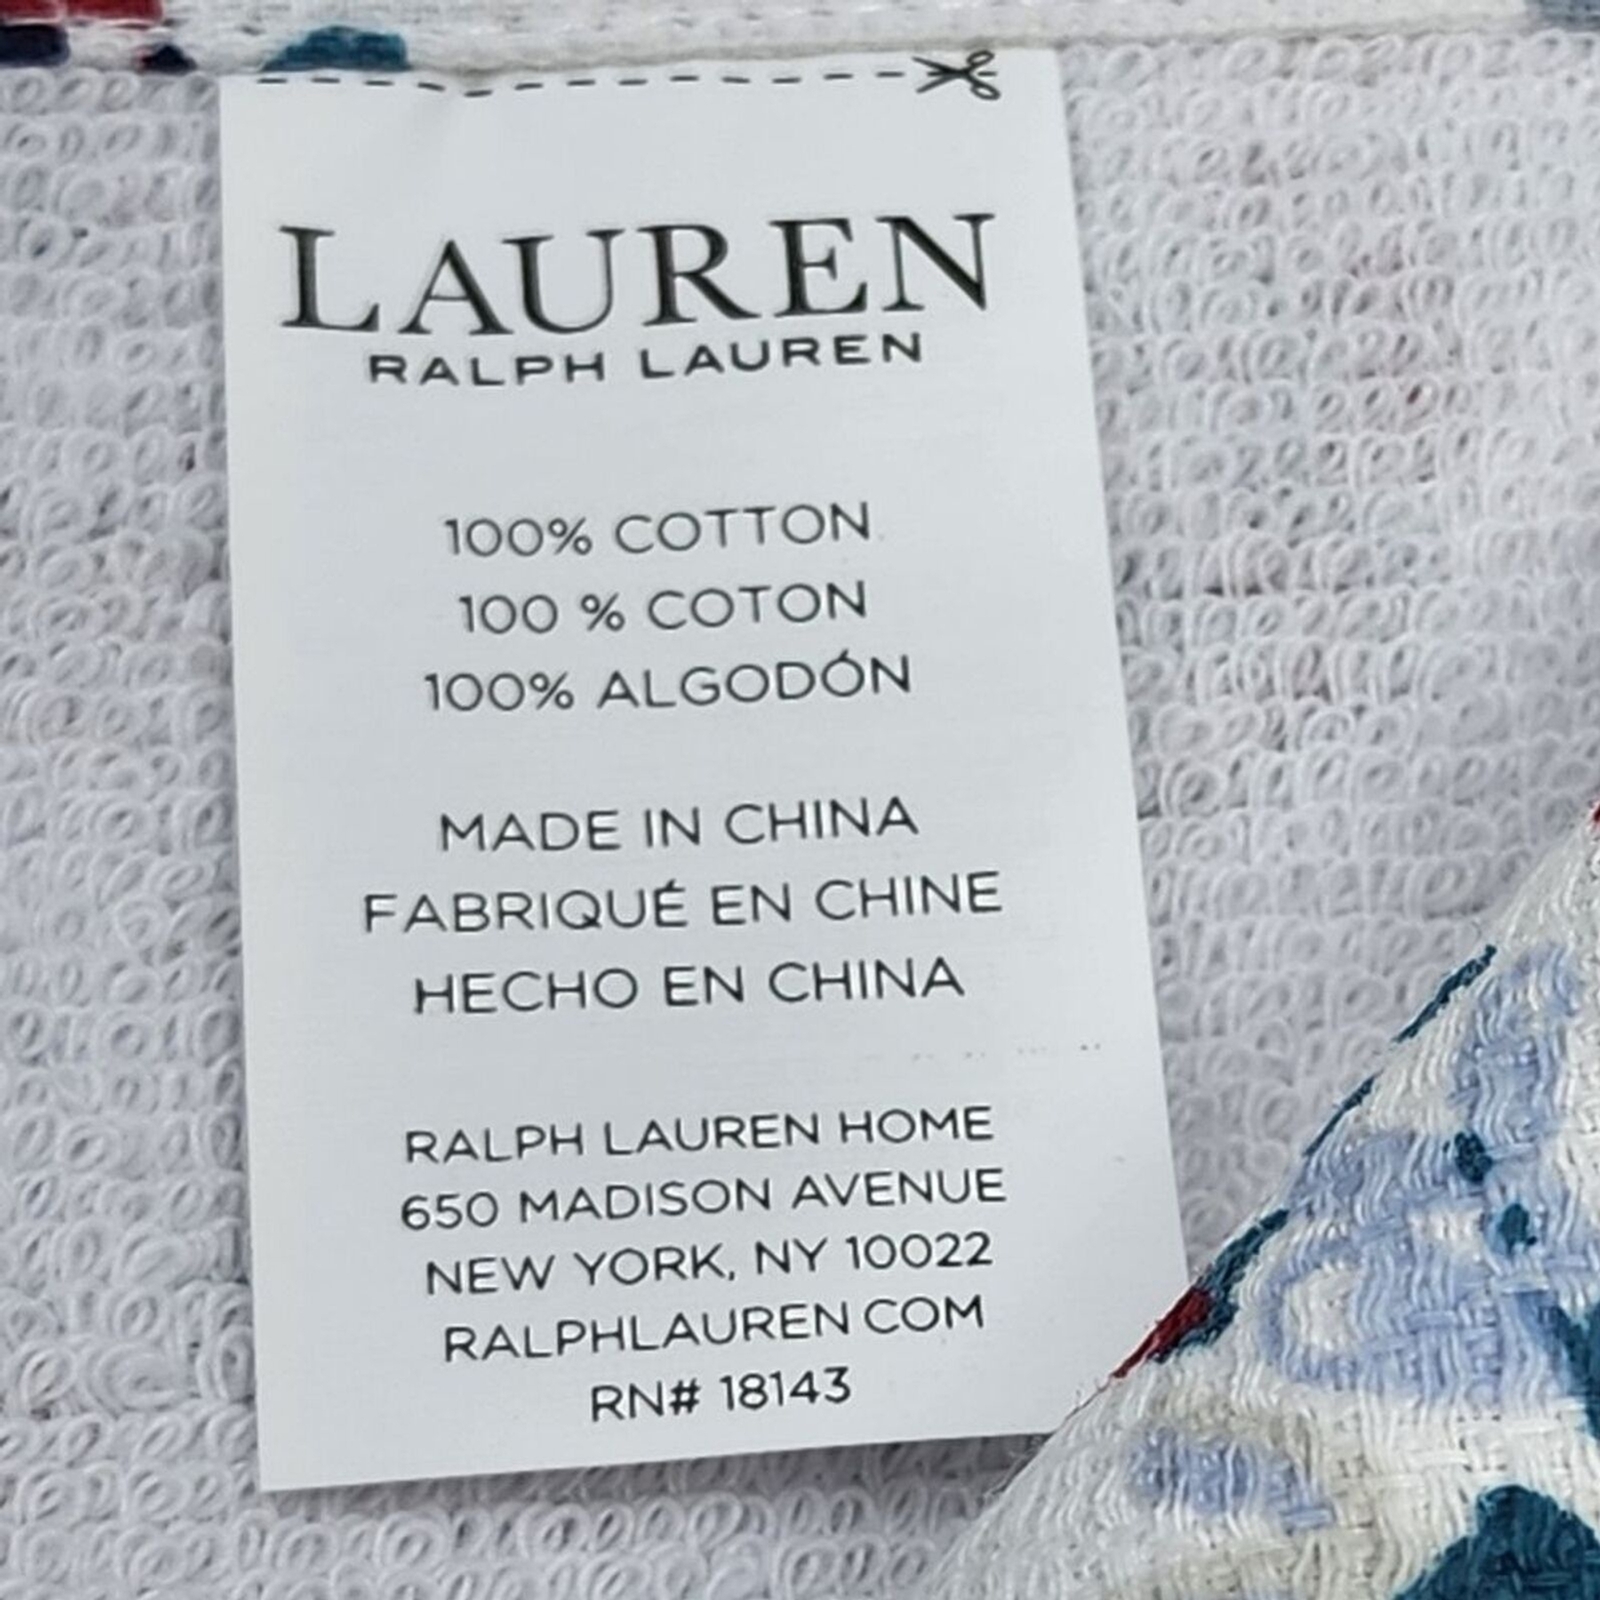 LAUREN
RALPH LAUREN
100% COTTON
100 % COTON
100% ALGODÓN
MADE IN CHINA
FABRIQUÉ EN CHINE
HECHO EN CHINA
RALPH LAUREN HOME
650 MADISON AVENUE
NEW YORK, NY 10022
RALPHLAUREN COM
RN# 18143